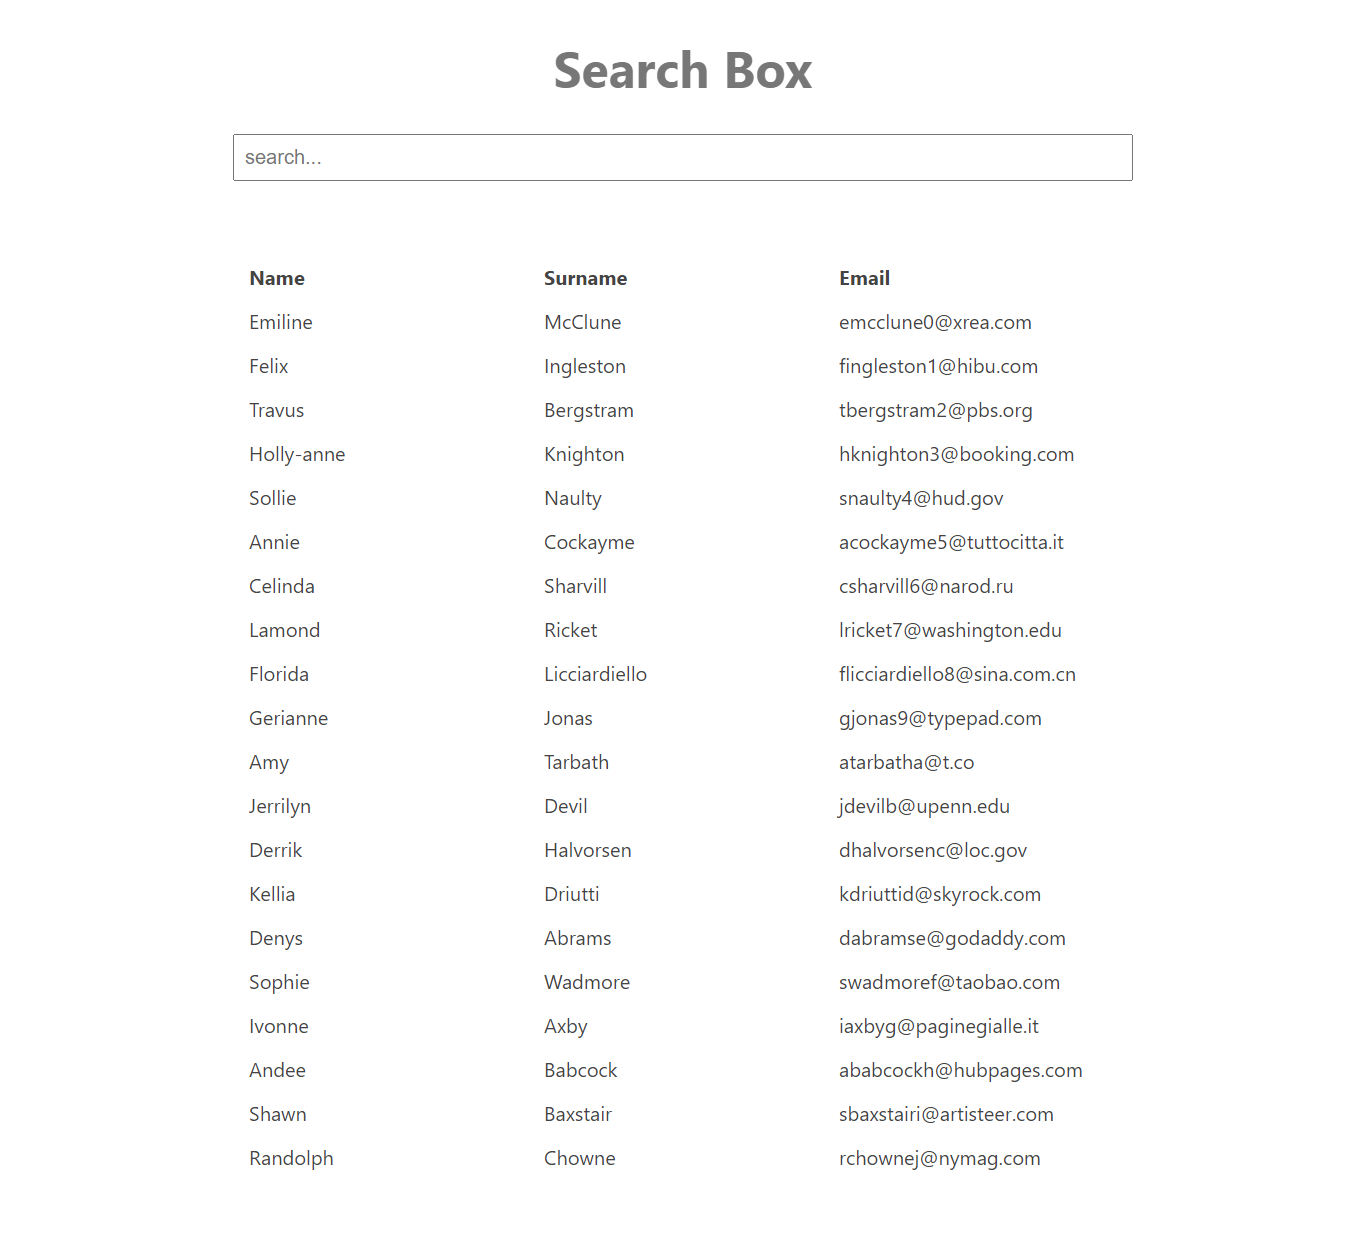 Search Box
search...
Name Surname Email
Emiline McClune emcclune0@xrea.com
Felix Ingleston fingleston1@hibu.com
Travus Bergstram tbergstram2@pbs.org
Holly-anne Knighton hknighton3@booking.com
Sollie Naulty snaulty4@hud.gov
Annie Cockayme acockayme5@tuttocitta.it
Celinda Sharvill csharvill6@narod.ru
Lamond Ricket lricket7@washington.edu
Florida Licciardiello flicciardiello8@sina.com.cn
Gerianne Jonas gjonas9@typepad.com
Amy Tarbath atarbatha@t.co
Jerrilyn Devil jdevilb@upenn.edu
Derrik Halvorsen dhalvorsenc@loc.gov
Kellia Driutti kdriuttid@skyrock.com
Denys Abrams dabramse@godaddy.com
Sophie Wadmore swadmoref@taobao.com
Ivonne Axby iaxbyg@paginegialle.it
Andee Babcock ababcockh@hubpages.com
Shawn Baxstair sbaxstairi@artisteer.com
Randolph Chowne rchownej@nymag.com